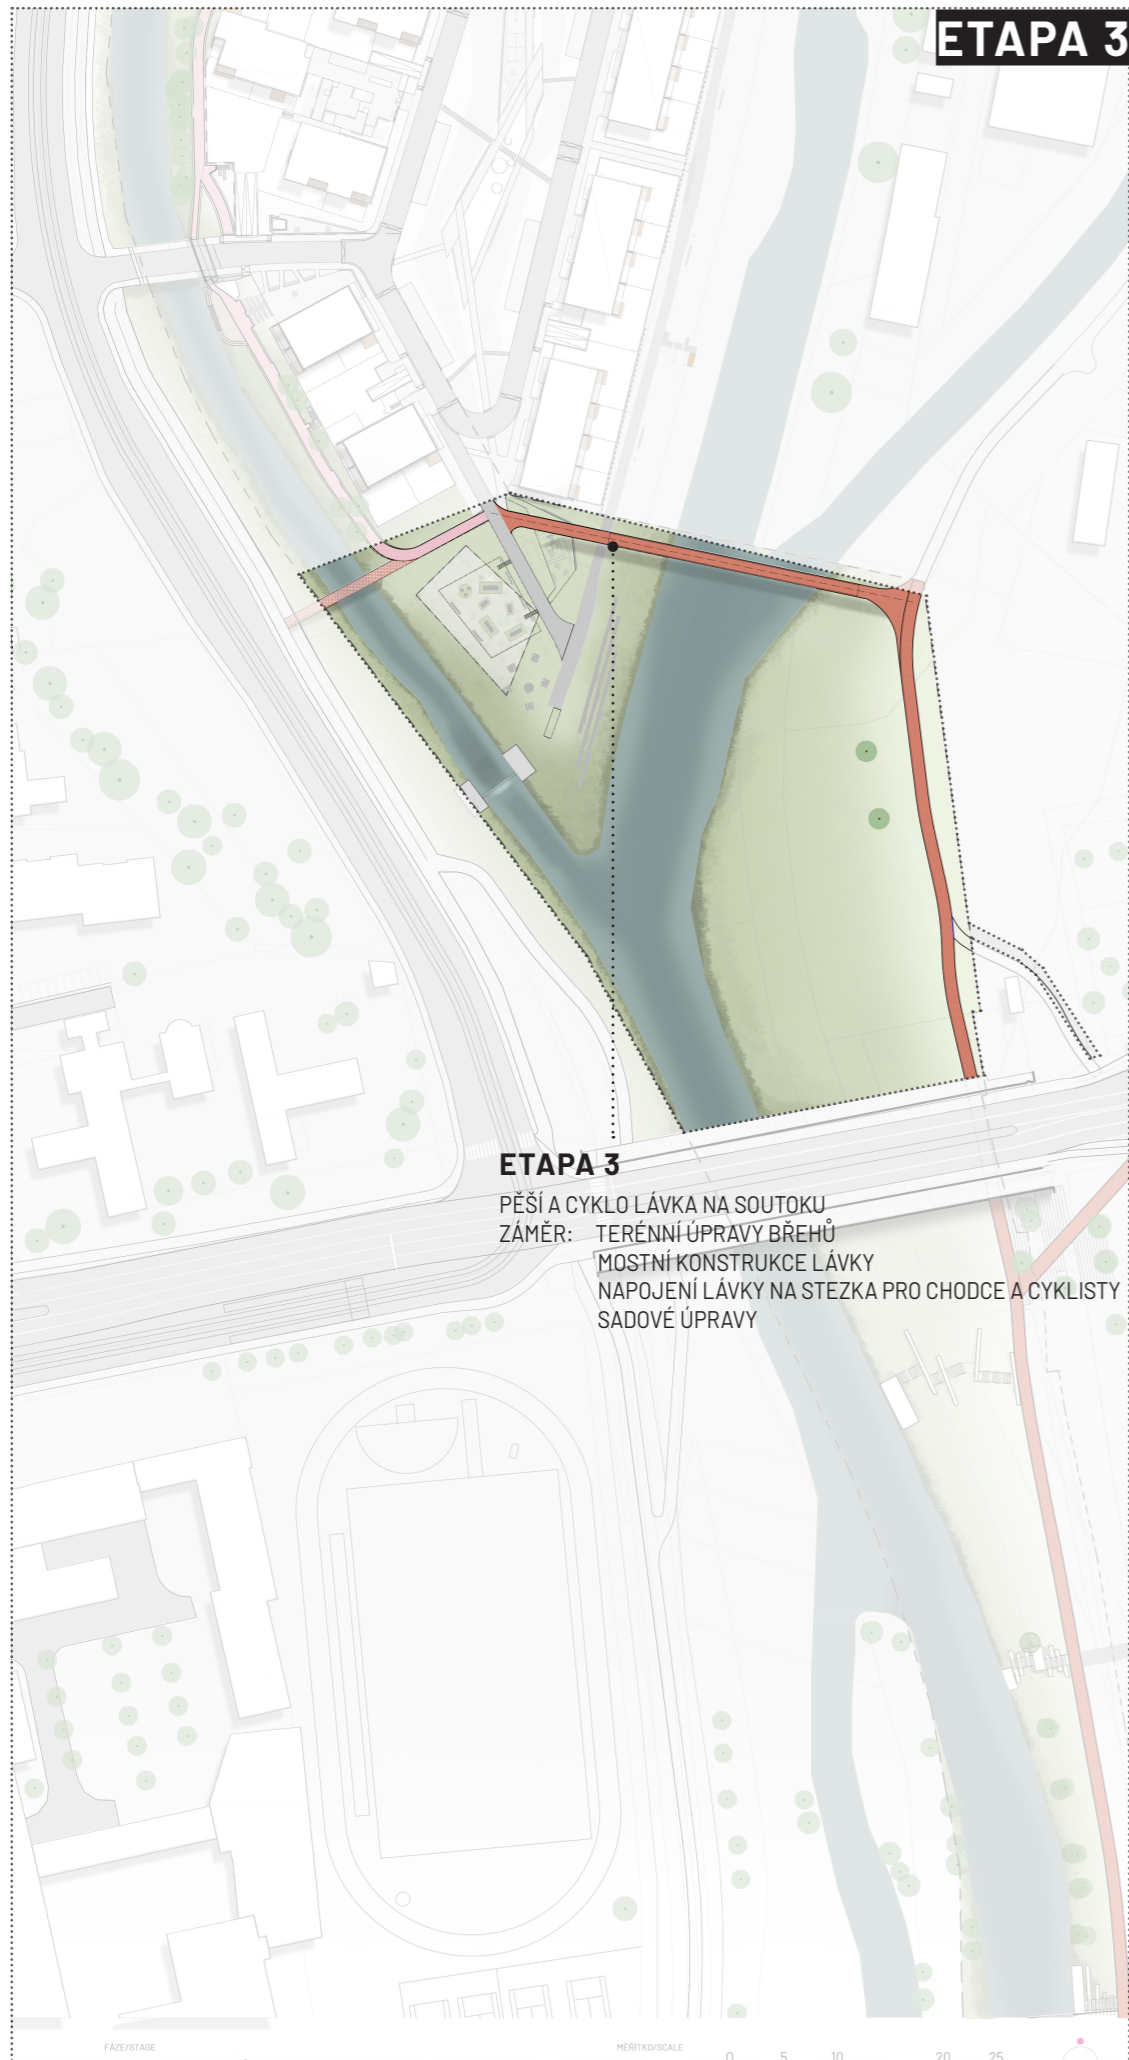 ETAPA 3
ETAPA 3
PĚŠÍ A CYKLO LÁVKA NA SOUTOKU
ZÁMĚR: TERÉNNÍ ÚPRAVY BŘEHŮ
MOSTNÍ KONSTRUKCE LÁVKY
NAPOJENÍ LÁVKY NA STEZKA PRO CHODCE A CYKLISTY
SADOVÉ ÚPRAVY
FÁZE/STAGE MĚŘÍTKO/SCALE
0 5 10 20 25